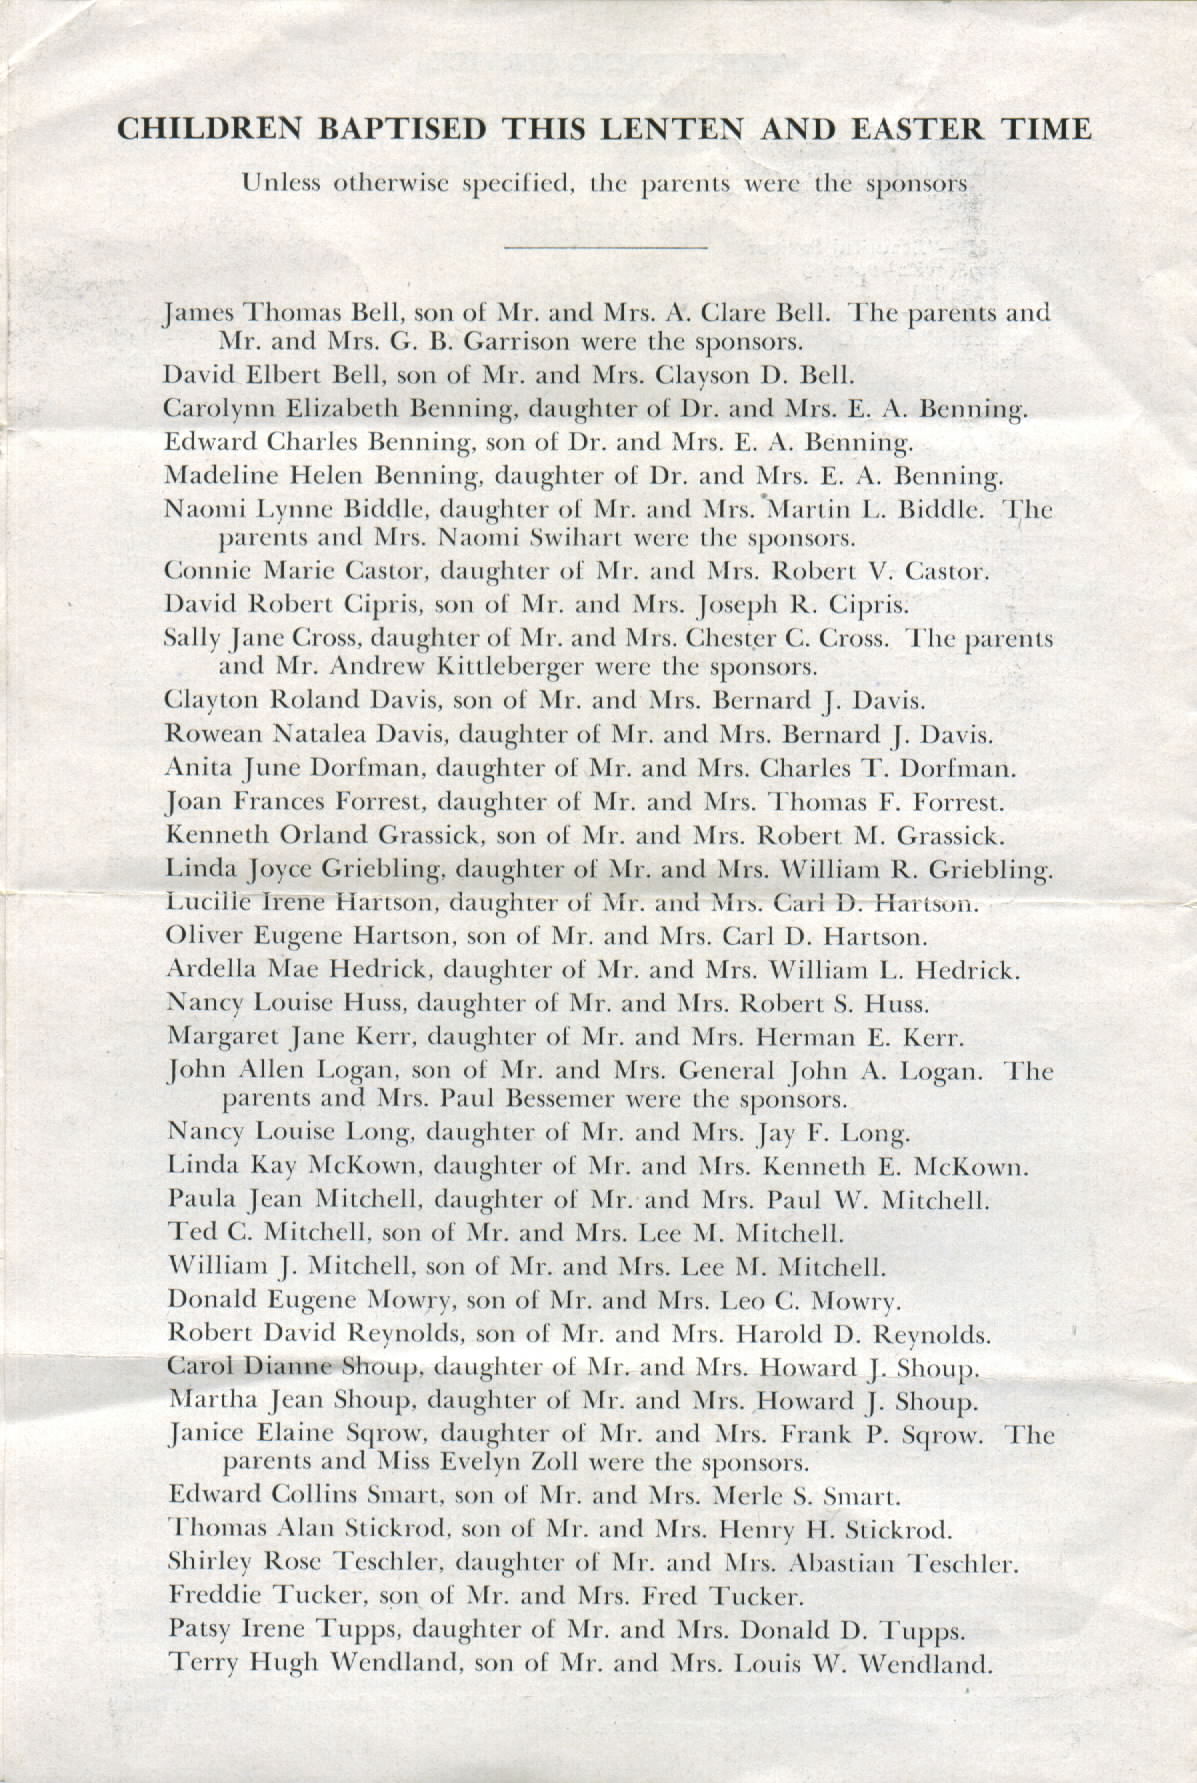 CHILDREN BAPTISED THIS LENTEN AND EASTER TIME
Unless otherwise specified, the parents were the sponsors
James Thomas Bell, son of Mr. and Mrs. A. Clare Bell. The parents and
Mr. and Mrs. G. B. Garrison were the sponsors.
David Elbert Bell, son of Mr. and Mrs. Clayson D. Bell.
Carolynn Elizabeth Benning, daughter of Dr. and Mrs. E. A. Benning.
Edward Charles Benning, son of Dr. and Mrs. E. A. Benning.
Madeline Helen Benning, daughter of Dr. and Mrs. E. A. Benning.
Naomi Lynne Biddle, daughter of Mr. and Mrs. Martin L. Biddle. The
parents and Mrs. Naomi Swihart were the sponsors.
Connie Marie Castor, daughter of Mr. and Mrs. Robert V. Castor.
David Robert Cipris, son of Mr. and Mrs. Joseph R. Cipris.
Sally Jane Cross, daughter of Mr. and Mrs. Chester C. Cross. The parents
and Mr. Andrew Kittleberger were the sponsors.
Clayton Roland Davis, son of Mr. and Mrs. Bernard J. Davis.
Rowean Natalea Davis, daughter of Mr. and Mrs. Bernard J. Davis.
Anita June Dorfman, daughter of Mr. and Mrs. Charles T. Dorfman.
Joan Frances Forrest, daughter of Mr. and Mrs. Thomas F. Forrest.
Kenneth Orland Grassick, son of Mr. and Mrs. Robert M. Grassick.
Linda Joyce Griebling, daughter of Mr. and Mrs. William R. Griebling.
Lucille Irene Hartson, daughter of Mr. and Mrs. Carl D. Hartson.
Oliver Eugene Hartson, son of Mr. and Mrs. Carl D. Hartson.
Ardella Mae Hedrick, daughter of Mr. and Mrs. William L. Hedrick.
Nancy Louise Huss, daughter of Mr. and Mrs. Robert S. Huss.
Margaret Jane Kerr, daughter of Mr. and Mrs. Herman E. Kerr.
John Allen Logan, son of Mr. and Mrs. General John A. Logan. The
parents and Mrs. Paul Bessemer were the sponsors.
Nancy Louise Long, daughter of Mr. and Mrs. Jay F. Long.
Linda Kay McKown, daughter of Mr. and Mrs. Kenneth E. McKown.
Paula Jean Mitchell, daughter of Mr. and Mrs. Paul W. Mitchell.
Ted C. Mitchell, son of Mr. and Mrs. Lee M. Mitchell.
William J. Mitchell, son of Mr. and Mrs. Lee M. Mitchell.
Donald Eugene Mowry, son of Mr. and Mrs. Leo C. Mowry.
Robert David Reynolds, son of Mr. and Mrs. Harold D. Reynolds.
Carol Dianne Shoup, daughter of Mr. and Mrs. Howard J. Shoup.
Martha Jean Shoup, daughter of Mr. and Mrs. Howard J. Shoup.
Janice Elaine Sqrow, daughter of Mr. and Mrs. Frank P. Sqrow. The
parents and Miss Evelyn Zoll were the sponsors.
Edward Collins Smart, son of Mr. and Mrs. Merle S. Smart.
Thomas Alan Stickrod, son of Mr. and Mrs. Henry H. Stickrod.
Shirley Rose Teschler, daughter of Mr. and Mrs. Abastian Teschler.
Freddie Tucker, son of Mr. and Mrs. Fred Tucker.
Patsy Irene Tupps, daughter of Mr. and Mrs. Donald D. Tupps.
Terry Hugh Wendland, son of Mr. and Mrs. Louis W. Wendland.